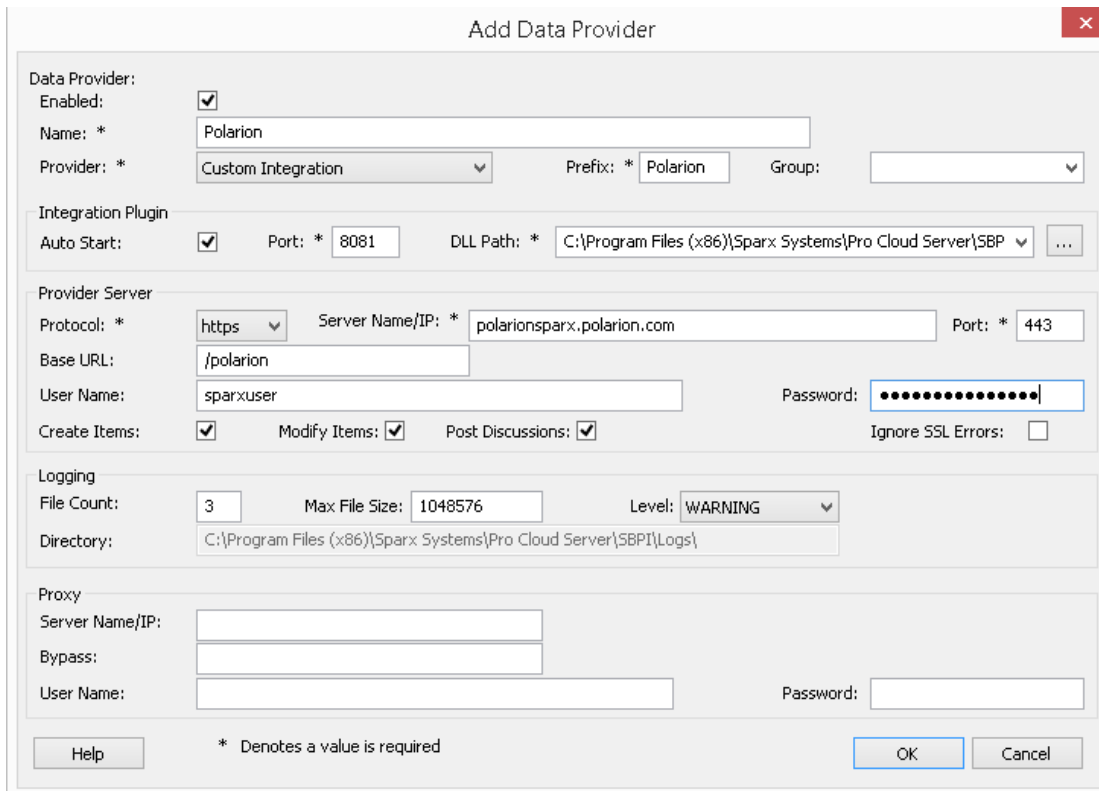 Add Data Provider
Data Provider:
Enabled:
Name: * Polarion
Provider: * Custom Integration Prefix: * Polarion Group:
Integration Plugin
Auto Start: Port: * 8081 DLL Path: * C:\Program Files (x86)\Sparx Systems\Pro Cloud Server\SBP ...
Provider Server
Protocol: * https Server Name/IP: * polarionsparx.polarion.com Port: * 443
Base URL: /polarion
User Name: sparxuser Password: ●●●●●●●●●●●●●●●
Create Items: Modify Items: Post Discussions: Ignore SSL Errors:
Logging
File Count: 3 Max File Size: 1048576 Level: WARNING
Directory: C:\Program Files (x86)\Sparx Systems\Pro Cloud Server\SBPI\Logs\
Proxy
Server Name/IP:
Bypass:
User Name: Password:
Help * Denotes a value is required OK Cancel